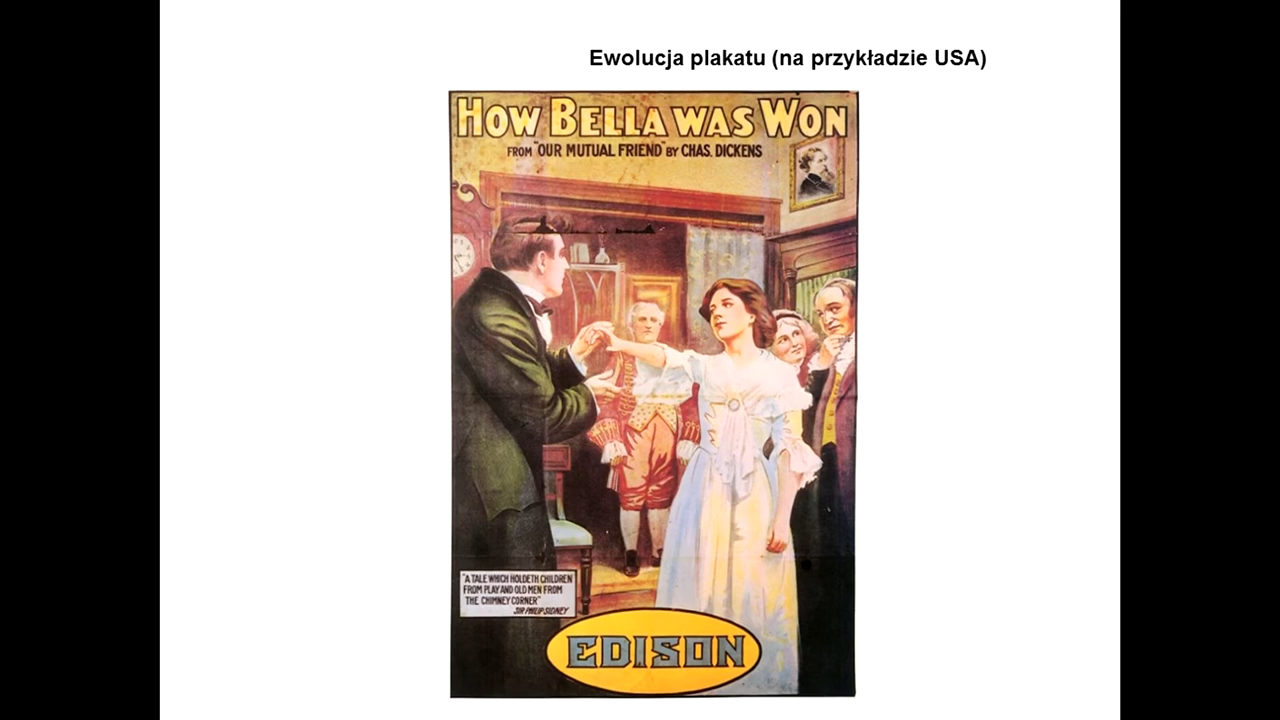 Ewolucja plakatu (na przykładzie USA)
HOW BELLA WAS WON
FROM "OUR MUTUAL FRIEND" BY CHAS. DICKENS
"A TALE WHICH HOLDETH CHILDREN
FROM PLAY AND OLD MEN FROM
THE CHIMNEY CORNER"
SIR PHILIP SIDNEY
EDISON